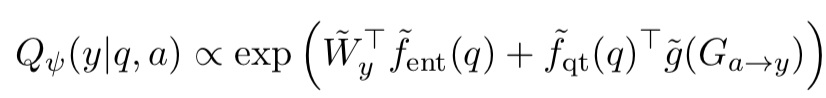 Q_ψ(y|q, a) ∝ exp ( W̃_y^⊤ f̃_ent(q) + f̃_qt(q)^⊤ g̃(G_{a→y}) )